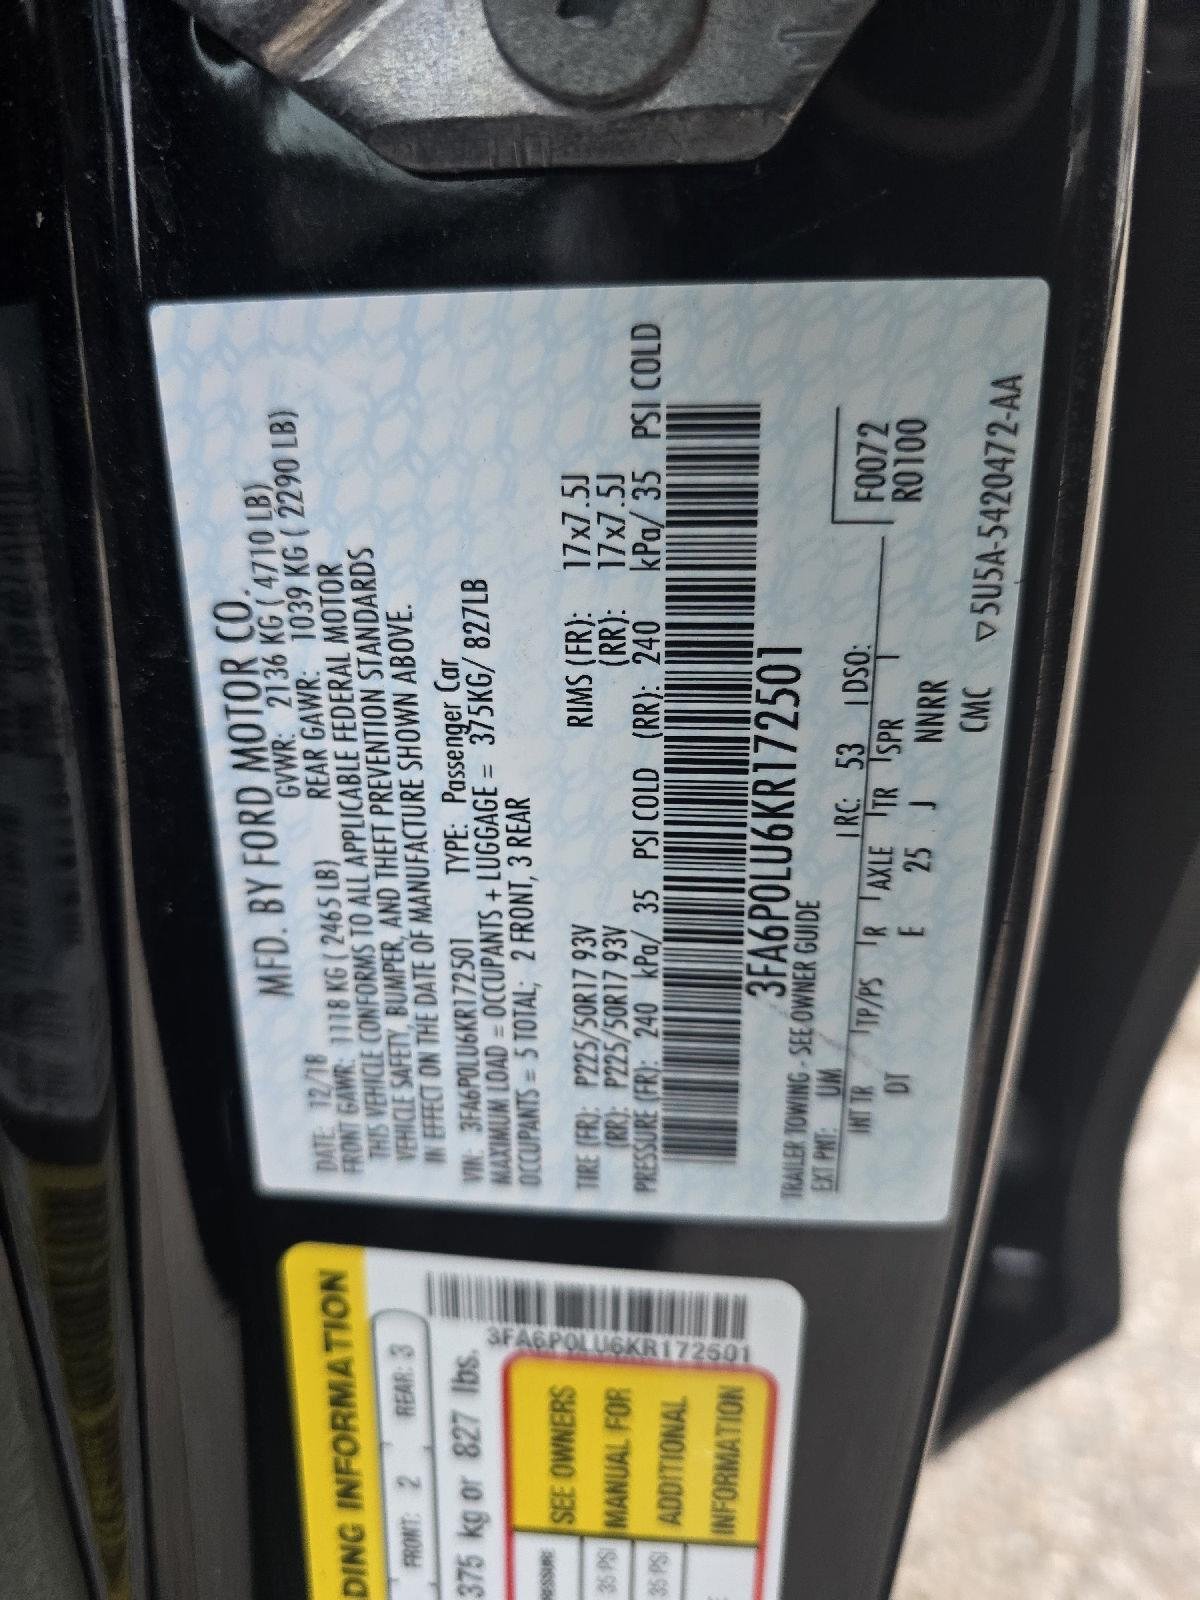 MFD. BY FORD MOTOR CO.
DATE: 12/18 GVWR: 2136 KG ( 4710 LB)
FRONT GAWR: 1118 KG ( 2465 LB) REAR GAWR: 1039 KG ( 2290 LB)
THIS VEHICLE CONFORMS TO ALL APPLICABLE FEDERAL MOTOR
VEHICLE SAFETY, BUMPER, AND THEFT PREVENTION STANDARDS
IN EFFECT ON THE DATE OF MANUFACTURE SHOWN ABOVE.
VIN: 3FA6P0LU6KR172501 TYPE: Passenger Car
MAXIMUM LOAD = OCCUPANTS + LUGGAGE = 375KG/ 827LB
OCCUPANTS = 5 TOTAL; 2 FRONT, 3 REAR
TIRE (FR): P225/50R17 93V RIMS (FR): 17x7.5J
(RR): P225/50R17 93V (RR): 17x7.5J
PRESSURE (FR): 240 kPa/ 35 PSI COLD (RR): 240 kPa/ 35 PSI COLD
3FA6P0LU6KR172501
TRAILER TOWING - SEE OWNER GUIDE
EXT PNT: UM RC: 53 DSO:
INT TR TP/PS R AXLE TR SPR
DT E 25 J NNRR
F0072
R0100
CMC ▽5U5A-5420472-AA
DING INFORMATION
FRONT: 2 REAR: 3
375 kg or 827 lbs.
3FA6P0LU6KR172501
SEE OWNERS
MANUAL FOR
ADDITIONAL
INFORMATION
35 PSI
35 PSI